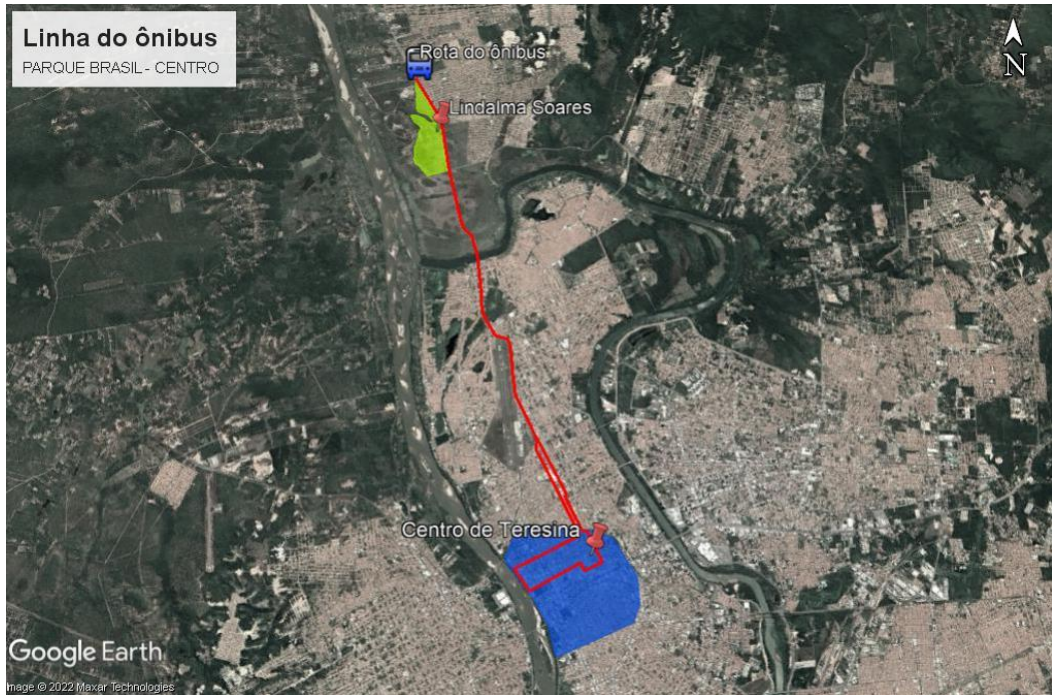 Linha do ônibus
PARQUE BRASIL - CENTRO
N
Rota do ônibus
Lindalma Soares
Centro de Teresina
Google Earth
Image © 2022 Maxar Technologies